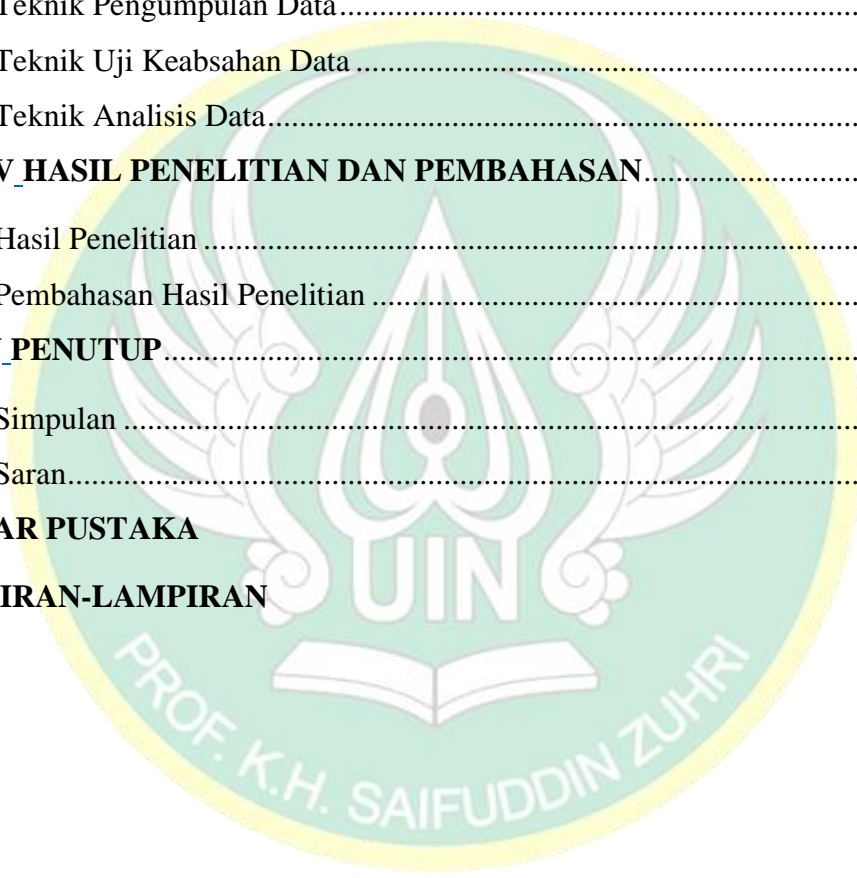 Teknik Pengumpulan Data..............................................................
Teknik Uji Keabsahan Data..............................................................
Teknik Analisis Data..............................................................
V HASIL PENELITIAN DAN PEMBAHASAN...........................
Hasil Penelitian..............................................................
Pembahasan Hasil Penelitian..............................................................
PENUTUP..............................................................
Simpulan..............................................................
Saran..............................................................
AR PUSTAKA
IRAN-LAMPIRAN
UIN
PROF. K.H. SAIFUDDIN ZUHRI